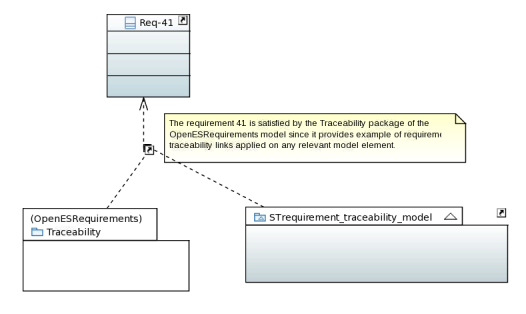 Req-41
The requirement 41 is satisfied by the Traceability package of the
OpenESRequirements model since it provides example of requireme
traceability links applied on any relevant model element.
(OpenESRequirements)
Traceability
STrequirement_traceability_model